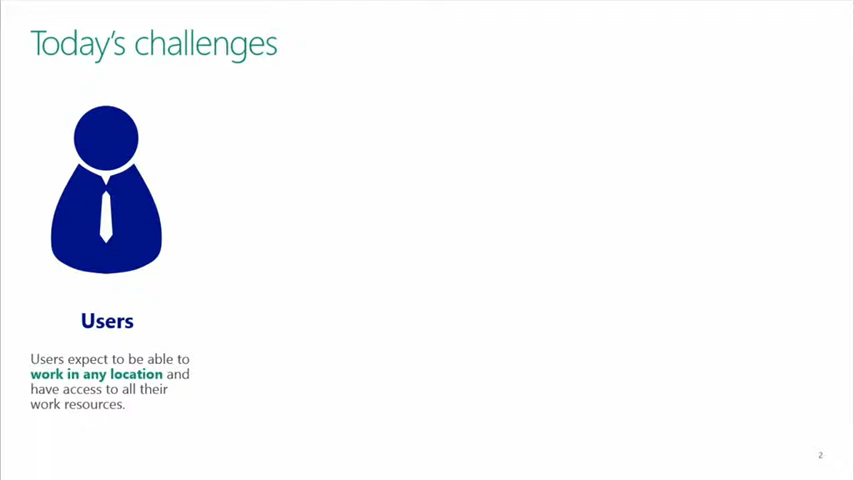 Today's challenges
Users
Users expect to be able to
work in any location and
have access to all their
work resources.
2